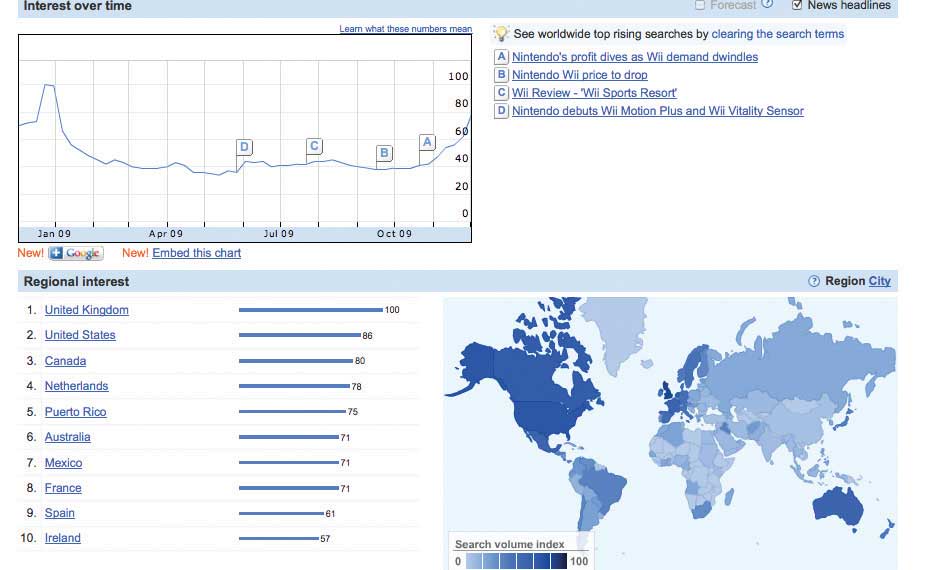 Interest over time
Forecast ? News headlines
Learn what these numbers mean
100
80
60
40
20
0
D
C
B
A
Jan 09 Apr 09 Jul 09 Oct 09
See worldwide top rising searches by clearing the search terms
A Nintendo's profit dives as Wii demand dwindles
B Nintendo Wii price to drop
C Wii Review - 'Wii Sports Resort'
D Nintendo debuts Wii Motion Plus and Wii Vitality Sensor
New! + Google New! Embed this chart
Regional interest
? Region City
1. United Kingdom 100
2. United States 86
3. Canada 80
4. Netherlands 78
5. Puerto Rico 75
6. Australia 71
7. Mexico 71
8. France 71
9. Spain 61
10. Ireland 57
Search volume index
0 100